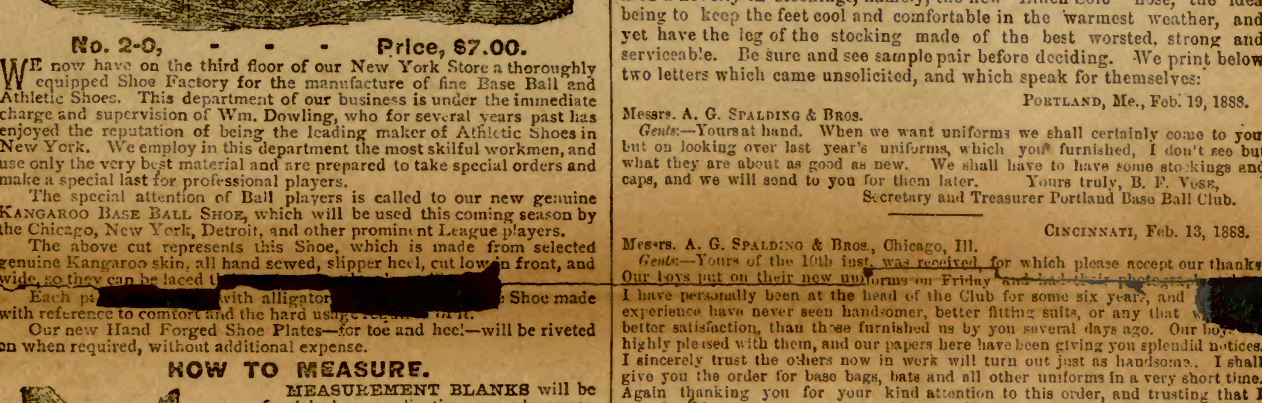 No. 2-0, - - - Price, $7.00.
WE now have on the third floor of our New York Store a thoroughly
equipped Shoe Factory for the manufacture of fine Base Ball and
Athletic Shoes. This department of our business is under the immediate
charge and supervision of Wm. Dowling, who for several years past has
enjoyed the reputation of being the leading maker of Athletic Shoes in
New York. We employ in this department the most skilful workmen, and
use only the very best material and are prepared to take special orders and
make a special last for professional players.
The special attention of Ball players is called to our new genuine
KANGAROO BASE BALL SHOE, which will be used this coming season by
the Chicago, New York, Detroit, and other prominent League players.
The above cut represents this Shoe, which is made from selected
genuine Kangaroo skin, all hand sewed, slipper heel, cut low in front, and
wide, so they can be laced
Each with alligator Shoe made
with reference to comfort and the hard of it.
Our new Hand Forged Shoe Plates—for toe and heel—will be riveted
on when required, without additional expense.
HOW TO MEASURE.
MEASUREMENT BLANKS will be
being to keep the feet cool and comfortable in the warmest weather, and
yet have the leg of the stocking made of the best worsted, strong and
serviceable. Be sure and see sample pair before deciding. We print below
two letters which came unsolicited, and which speak for themselves:
PORTLAND, Me., Feb. 19, 1888.
Messrs. A. G. SPALDING & BROS.
Gents:—Yours at hand. When we want uniforms we shall certainly come to you
but on looking over last year's uniforms, which you furnished, I don't see but
what they are about as good as new. We shall have to have some stockings and
caps, and we will send to you for them later. Yours truly, B. F. VOSE,
Secretary and Treasurer Portland Base Ball Club.
CINCINNATI, Feb. 13, 1888.
Messrs. A. G. SPALDING & BROS., Chicago, Ill.
Gents:—Yours of the 10th inst. was received, for which please accept our thanks
Our boys put on their new uniforms on Friday and had their
I have personally been at the head of the Club for some six years, and
experience have never seen handsomer, better fitting suits, or any that
better satisfaction, than those furnished us by you several days ago. Our boys
highly pleased with them, and our papers here have been giving you splendid notices.
I sincerely trust the others now in work will turn out just as handsome. I shall
give you the order for base bags, bats and all other uniforms in a very short time.
Again thanking you for your kind attention to this order, and trusting that I